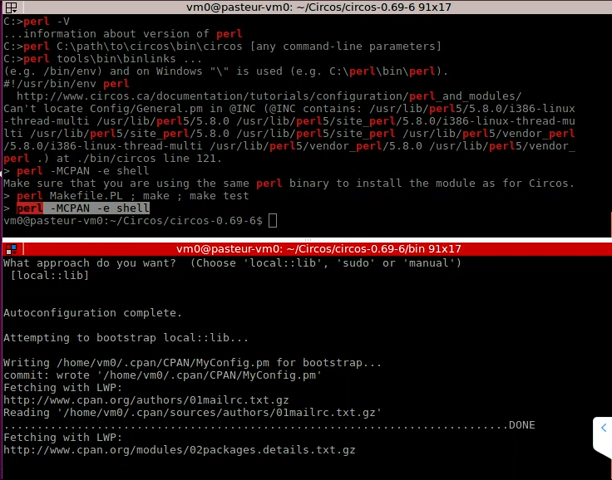 vm0@pasteur-vm0: ~/Circos/circos-0.69-6 91x17
C:>perl -V
...information about version of perl
C:>perl C:\path\to\circos\bin\circos [any command-line parameters]
C:>perl tools\bin\binlinks ...
(e.g. /bin/env) and on Windows "\" is used (e.g. C:\perl\bin\perl).
#!/usr/bin/env perl
http://www.circos.ca/documentation/tutorials/configuration/perl_and_modules/
Can't locate Config/General.pm in @INC (@INC contains: /usr/lib/perl5/5.8.0/i386-linux
-thread-multi /usr/lib/perl5/5.8.0 /usr/lib/perl5/site_perl/5.8.0/i386-linux-thread-mu
lti /usr/lib/perl5/site_perl/5.8.0 /usr/lib/perl5/site_perl /usr/lib/perl5/vendor_perl
/5.8.0/i386-linux-thread-multi /usr/lib/perl5/vendor_perl/5.8.0 /usr/lib/perl5/vendor_
perl .) at ./bin/circos line 121.
> perl -MCPAN -e shell
Make sure that you are using the same perl binary to install the module as for Circos.
> perl Makefile.PL ; make ; make test
> perl -MCPAN -e shell
vm0@pasteur-vm0:~/Circos/circos-0.69-6$
vm0@pasteur-vm0: ~/Circos/circos-0.69-6/bin 91x17
What approach do you want?  (Choose 'local::lib', 'sudo' or 'manual')
[local::lib]
Autoconfiguration complete.
Attempting to bootstrap local::lib...
Writing /home/vm0/.cpan/CPAN/MyConfig.pm for bootstrap...
commit: wrote '/home/vm0/.cpan/CPAN/MyConfig.pm'
Fetching with LWP:
http://www.cpan.org/authors/01mailrc.txt.gz
Reading '/home/vm0/.cpan/sources/authors/01mailrc.txt.gz'
............................................................................DONE
Fetching with LWP:
http://www.cpan.org/modules/02packages.details.txt.gz